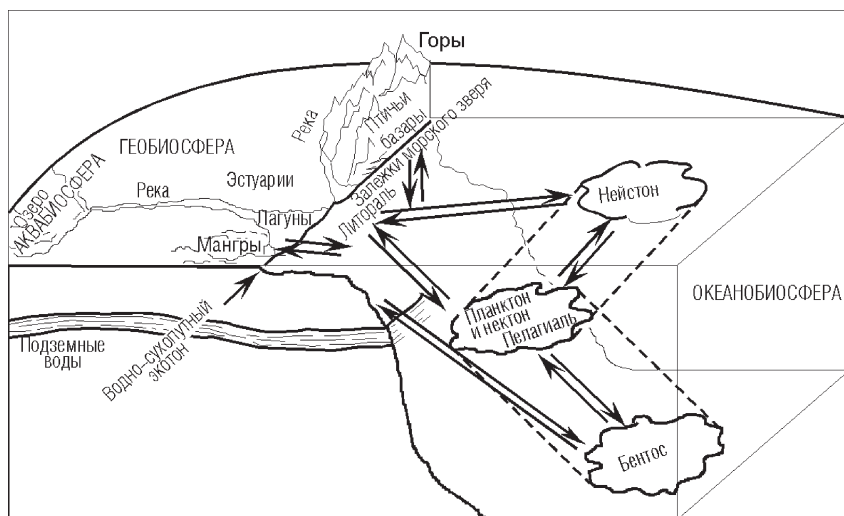 Горы
Река
Птичьи
базары
Залежки морского зверя
ГЕОБИОСФЕРА
Озеро
АКВАБИОСФЕРА
Река
Эстуарии
Лагуны
Литораль
Мангры
Нейстон
ОКЕАНОБИОСФЕРА
Планктон
и нектон
Пелагиаль
Подземные
воды
Водно-сухопутный
экотон
Бентос